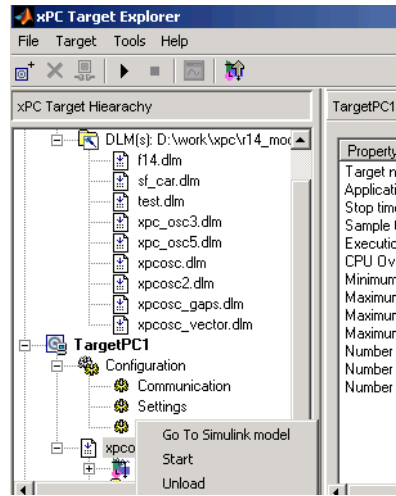 xPC Target Explorer
File Target Tools Help
xPC Target Hiearachy
TargetPC1
DLM(s): D:\work\xpc\r14_moc
f14.dlm
sf_car.dlm
test.dlm
xpc_osc3.dlm
xpc_osc5.dlm
xpcosc.dlm
xpcosc2.dlm
xpcosc_gaps.dlm
xpcosc_vector.dlm
TargetPC1
Configuration
Communication
Settings
xpco
Go To Simulink model
Start
Unload
Property
Target n
Applicati
Stop time
Sample t
Executio
CPU Ov
Minimum
Maximum
Maximum
Maximum
Number
Number
Number